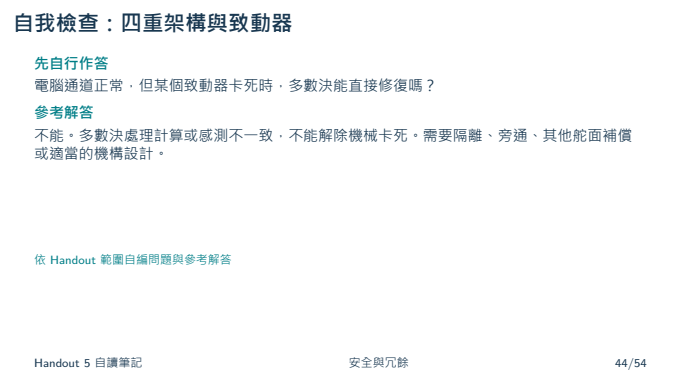 自我檢查：四重架構與致動器
先自行作答
電腦通道正常，但某個致動器卡死時，多數決能直接修復嗎？
參考解答
不能。多數決處理計算或感測不一致，不能解除機械卡死。需要隔離、旁通、其他舵面補償
或適當的機構設計。
依 Handout 範圍自編問題與參考解答
Handout 5 自讀筆記
安全與冗餘
44/54